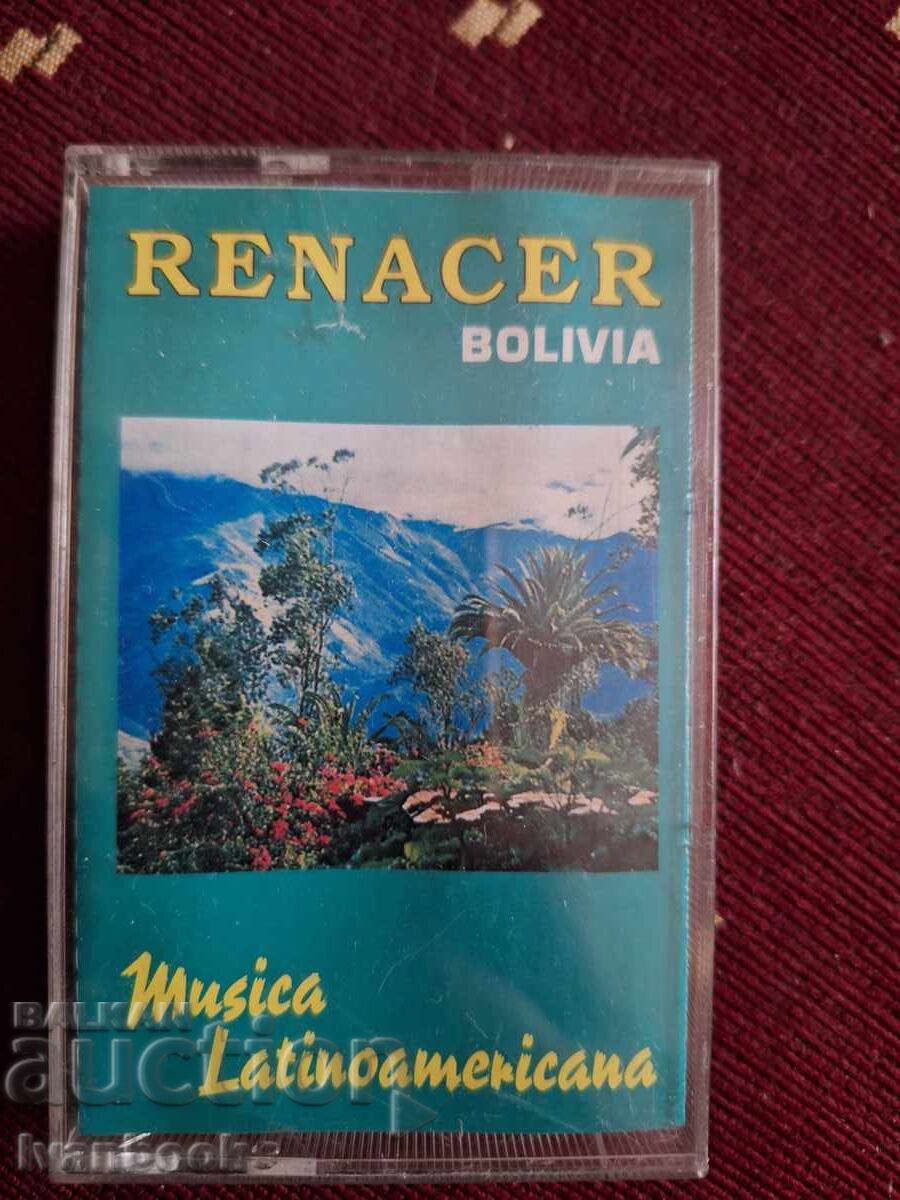 RENACER
BOLIVIA
Musica
Latinoamericana
BALKAN
auction
Ivanbooks